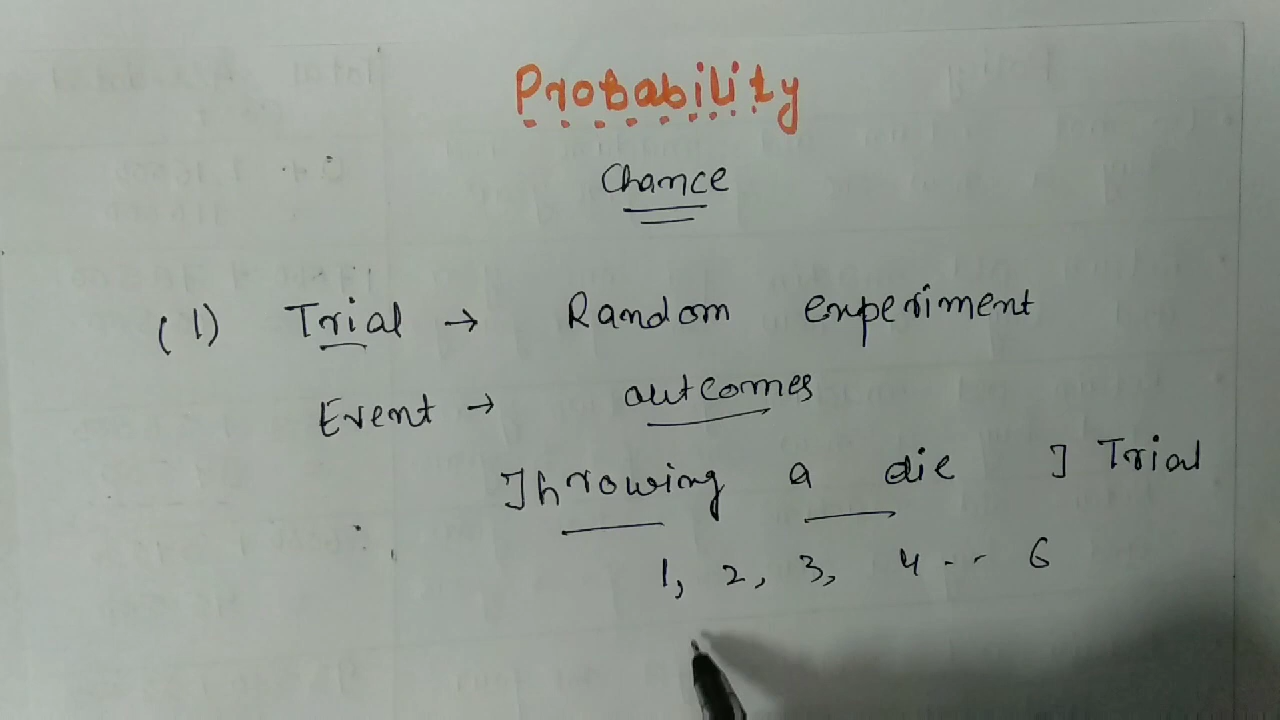 Probability
Chance
(1) Trial → Random experiment
Event → outcomes
Throwing a die ] Trial
1, 2, 3, 4 -- 6